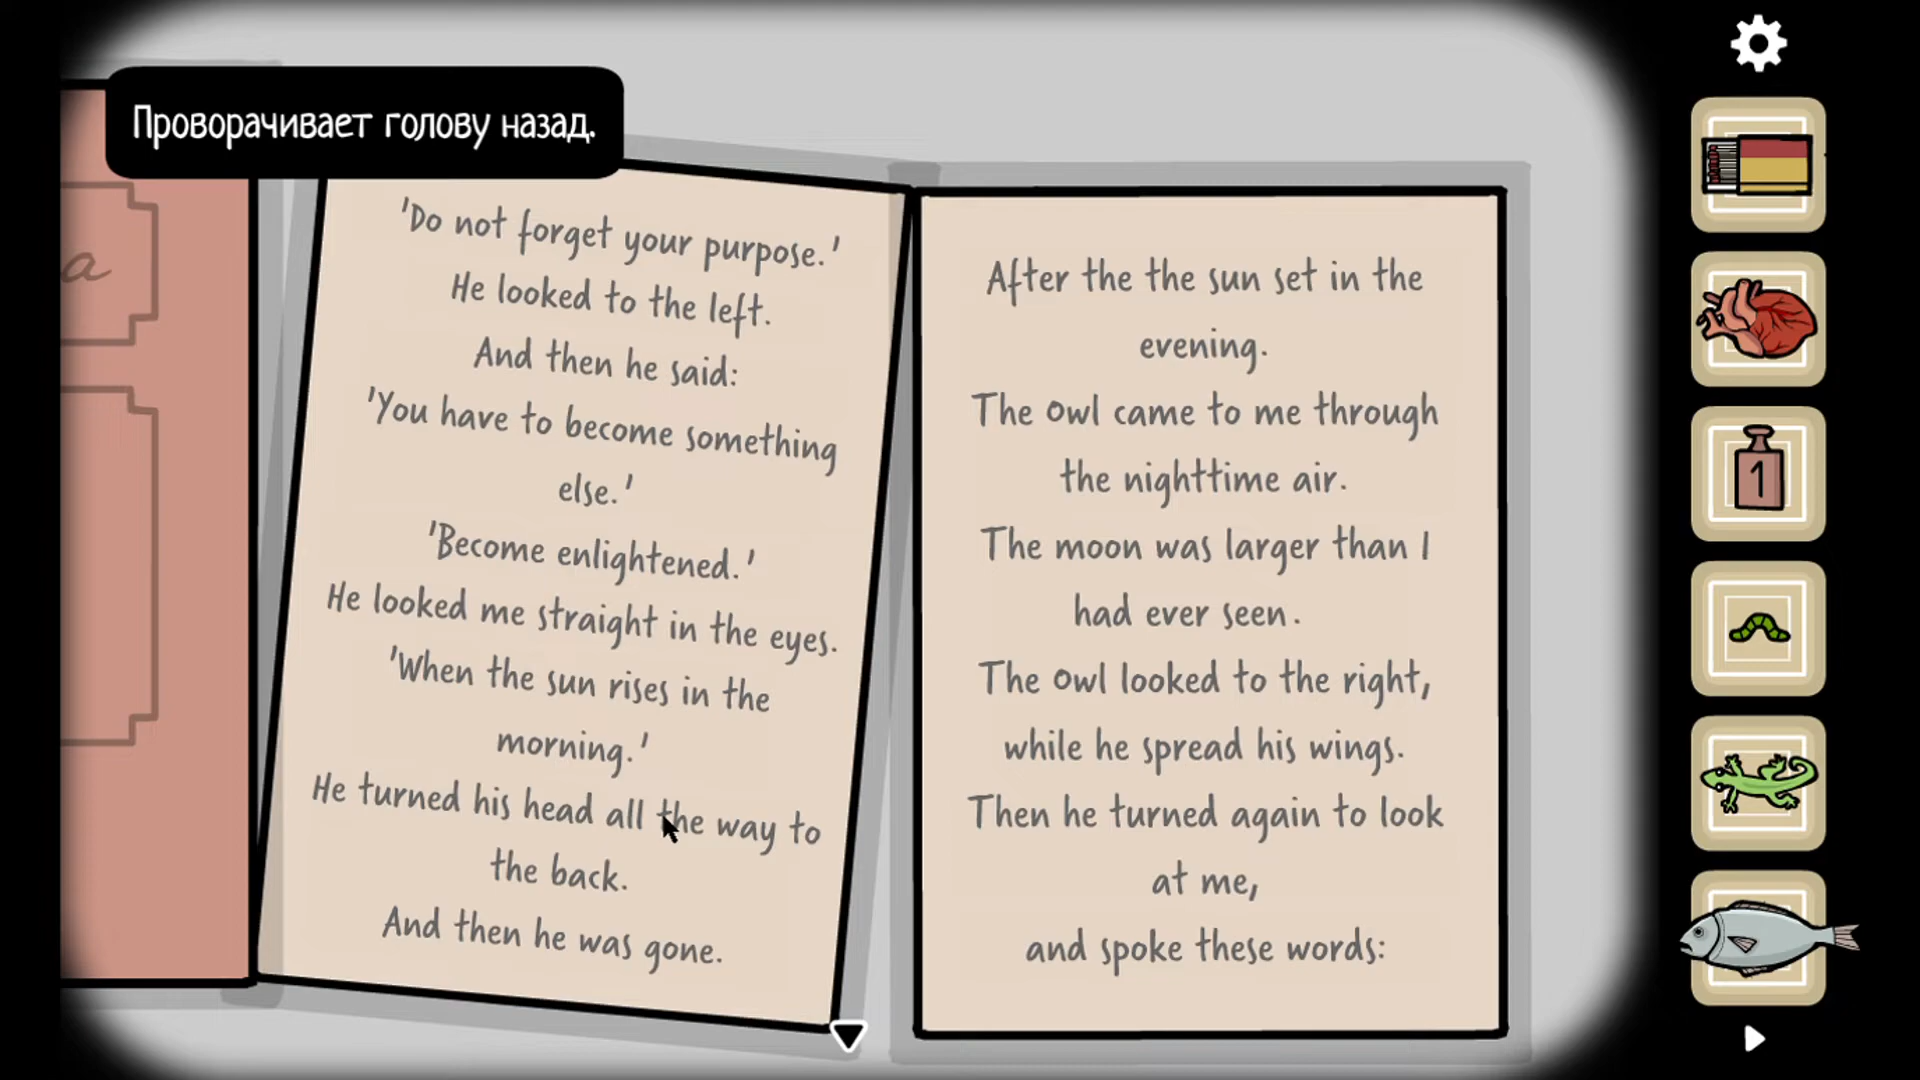 Проворачивает голову назад.
a
'Do not forget your purpose.'
He looked to the left.
And then he said:
'You have to become something
else.'
'Become enlightened.'
He looked me straight in the eyes.
'When the sun rises in the
morning.'
He turned his head all the way to
the back.
And then he was gone.
After the the sun set in the
evening.
The Owl came to me through
the nighttime air.
The moon was larger than I
had ever seen.
The Owl looked to the right,
while he spread his wings.
Then he turned again to look
at me,
and spoke these words:
1